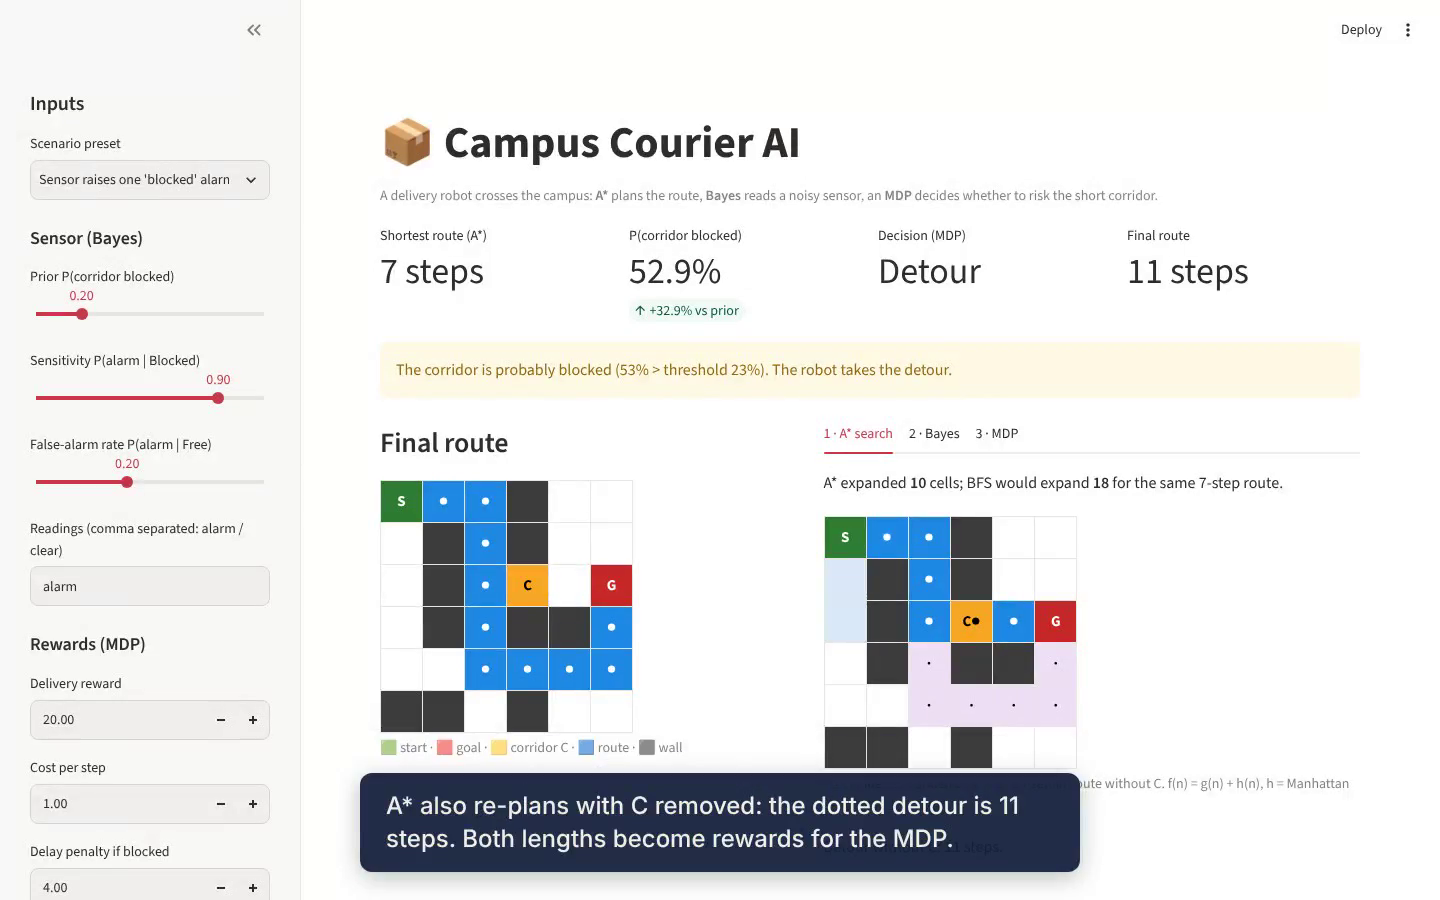 Deploy
Inputs
Scenario preset
Sensor raises one 'blocked' alarn
Sensor (Bayes)
Prior P(corridor blocked)
0.20
Sensitivity P(alarm | Blocked)
0.90
False-alarm rate P(alarm | Free)
0.20
Readings (comma separated: alarm /
clear)
alarm
Rewards (MDP)
Delivery reward
20.00
Cost per step
1.00
Delay penalty if blocked
4.00
Campus Courier AI
A delivery robot crosses the campus: A* plans the route, Bayes reads a noisy sensor, an MDP decides whether to risk the short corridor.
Shortest route (A*)
7 steps
P(corridor blocked)
52.9%
↑ +32.9% vs prior
Decision (MDP)
Detour
Final route
11 steps
The corridor is probably blocked (53% > threshold 23%). The robot takes the detour.
Final route
S
C
G
start · goal · corridor C · route · wall
1 · A* search 2 · Bayes 3 · MDP
A* expanded 10 cells; BFS would expand 18 for the same 7-step route.
S
C
G
route without C. f(n) = g(n) + h(n), h = Manhattan
A* also re-plans with C removed: the dotted detour is 11
steps. Both lengths become rewards for the MDP.